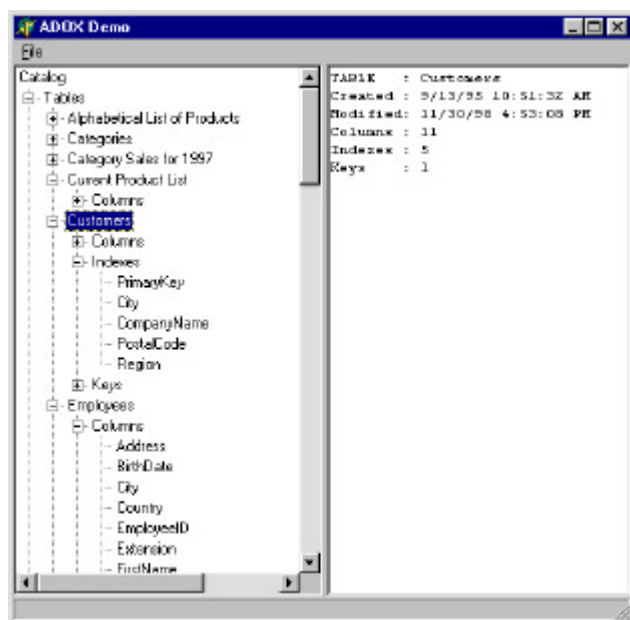 ADOX Demo
File
Catalog
Tables
Alphabetical List of Products
Categories
Category Sales for 1997
Current Product List
Columns
Customers
Columns
Indexes
PrimaryKey
City
CompanyName
PostalCode
Region
Keys
Employees
Columns
Address
BirthDate
City
Country
EmployeeID
Extension
FirstName
TABLE : Customers
Created : 9/13/95 10:51:32 AM
Modified: 11/30/98 4:53:08 PM
Columns : 11
Indexes : 5
Keys : 1